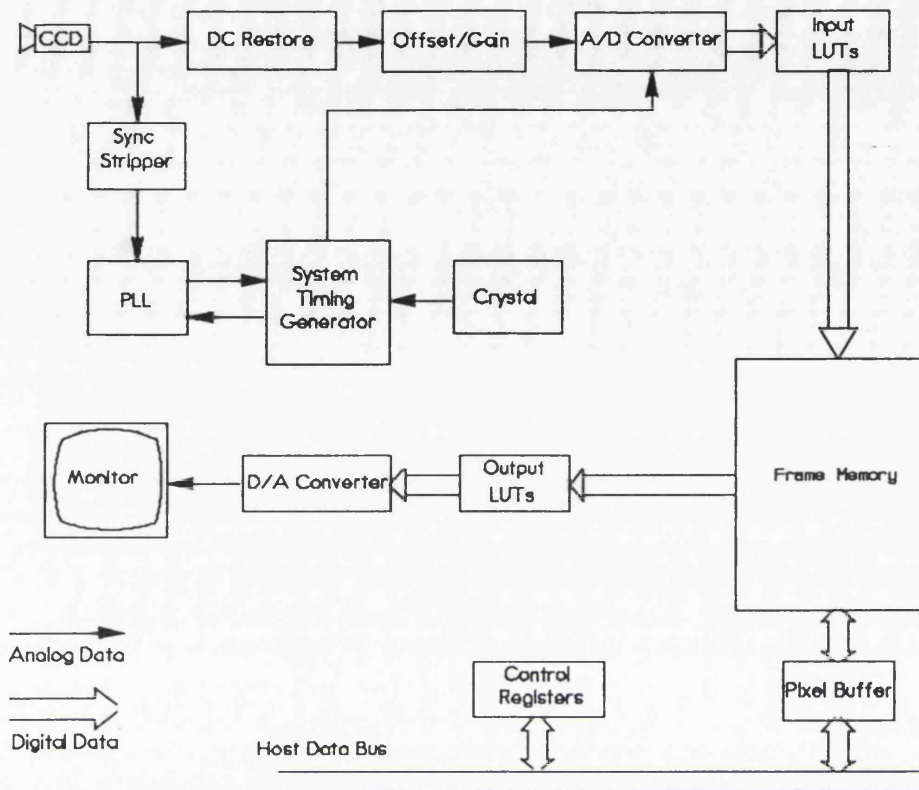 CCD
DC Restore
Offset/Gain
A/D Converter
Input
LUTs
Sync
Stripper
PLL
System
Timing
Generator
Crystal
Monitor
D/A Converter
Output
LUTs
Frame Memory
Analog Data
Digital Data
Control
Registers
Pixel Buffer
Host Data Bus